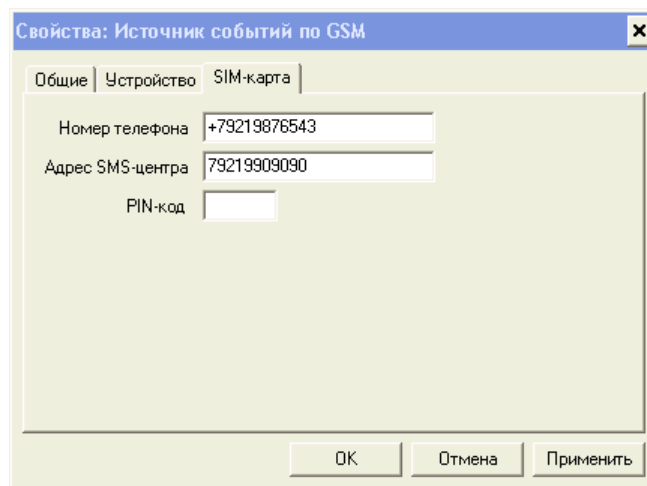 Свойства: Источник событий по GSM
Общие Устройство SIM-карта
Номер телефона +79219876543
Адрес SMS-центра 79219909090
PIN-код
OK Отмена Применить